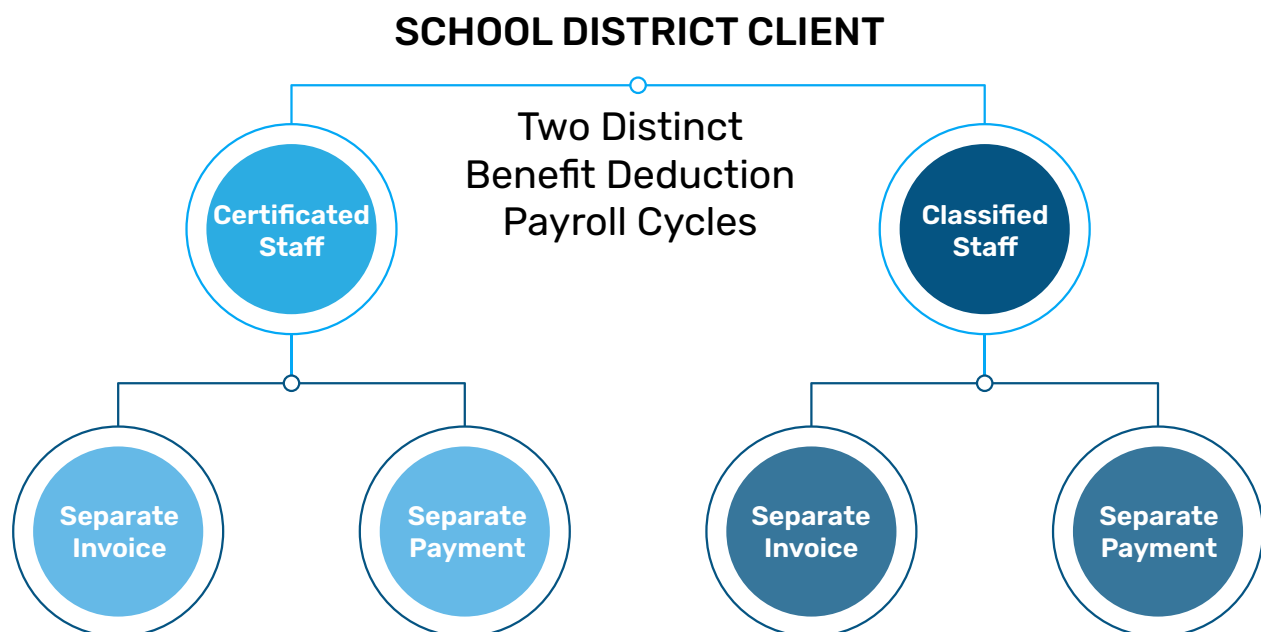 SCHOOL DISTRICT CLIENT
Two Distinct
Benefit Deduction
Payroll Cycles
Certificated
Staff
Classified
Staff
Separate
Invoice
Separate
Payment
Separate
Invoice
Separate
Payment